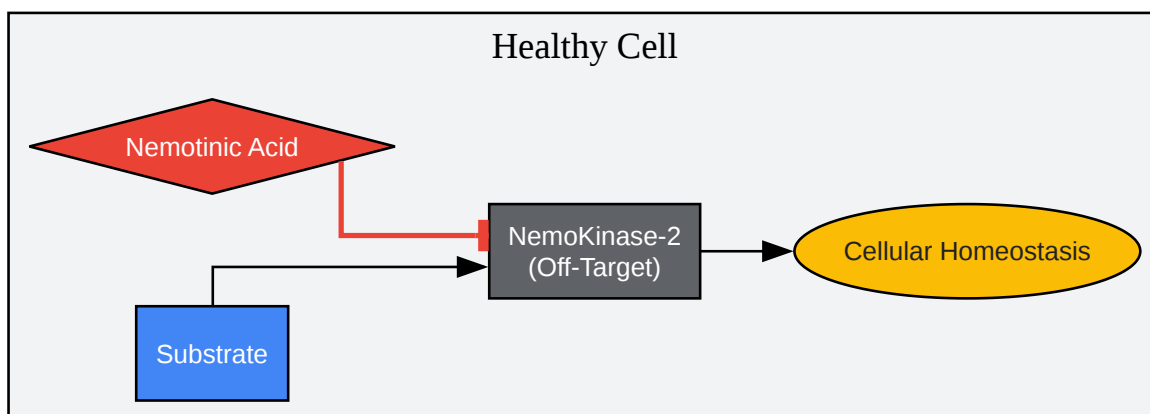 Healthy Cell
Nemotinic Acid
NemoKinase-2
(Off-Target)
Cellular Homeostasis
Substrate